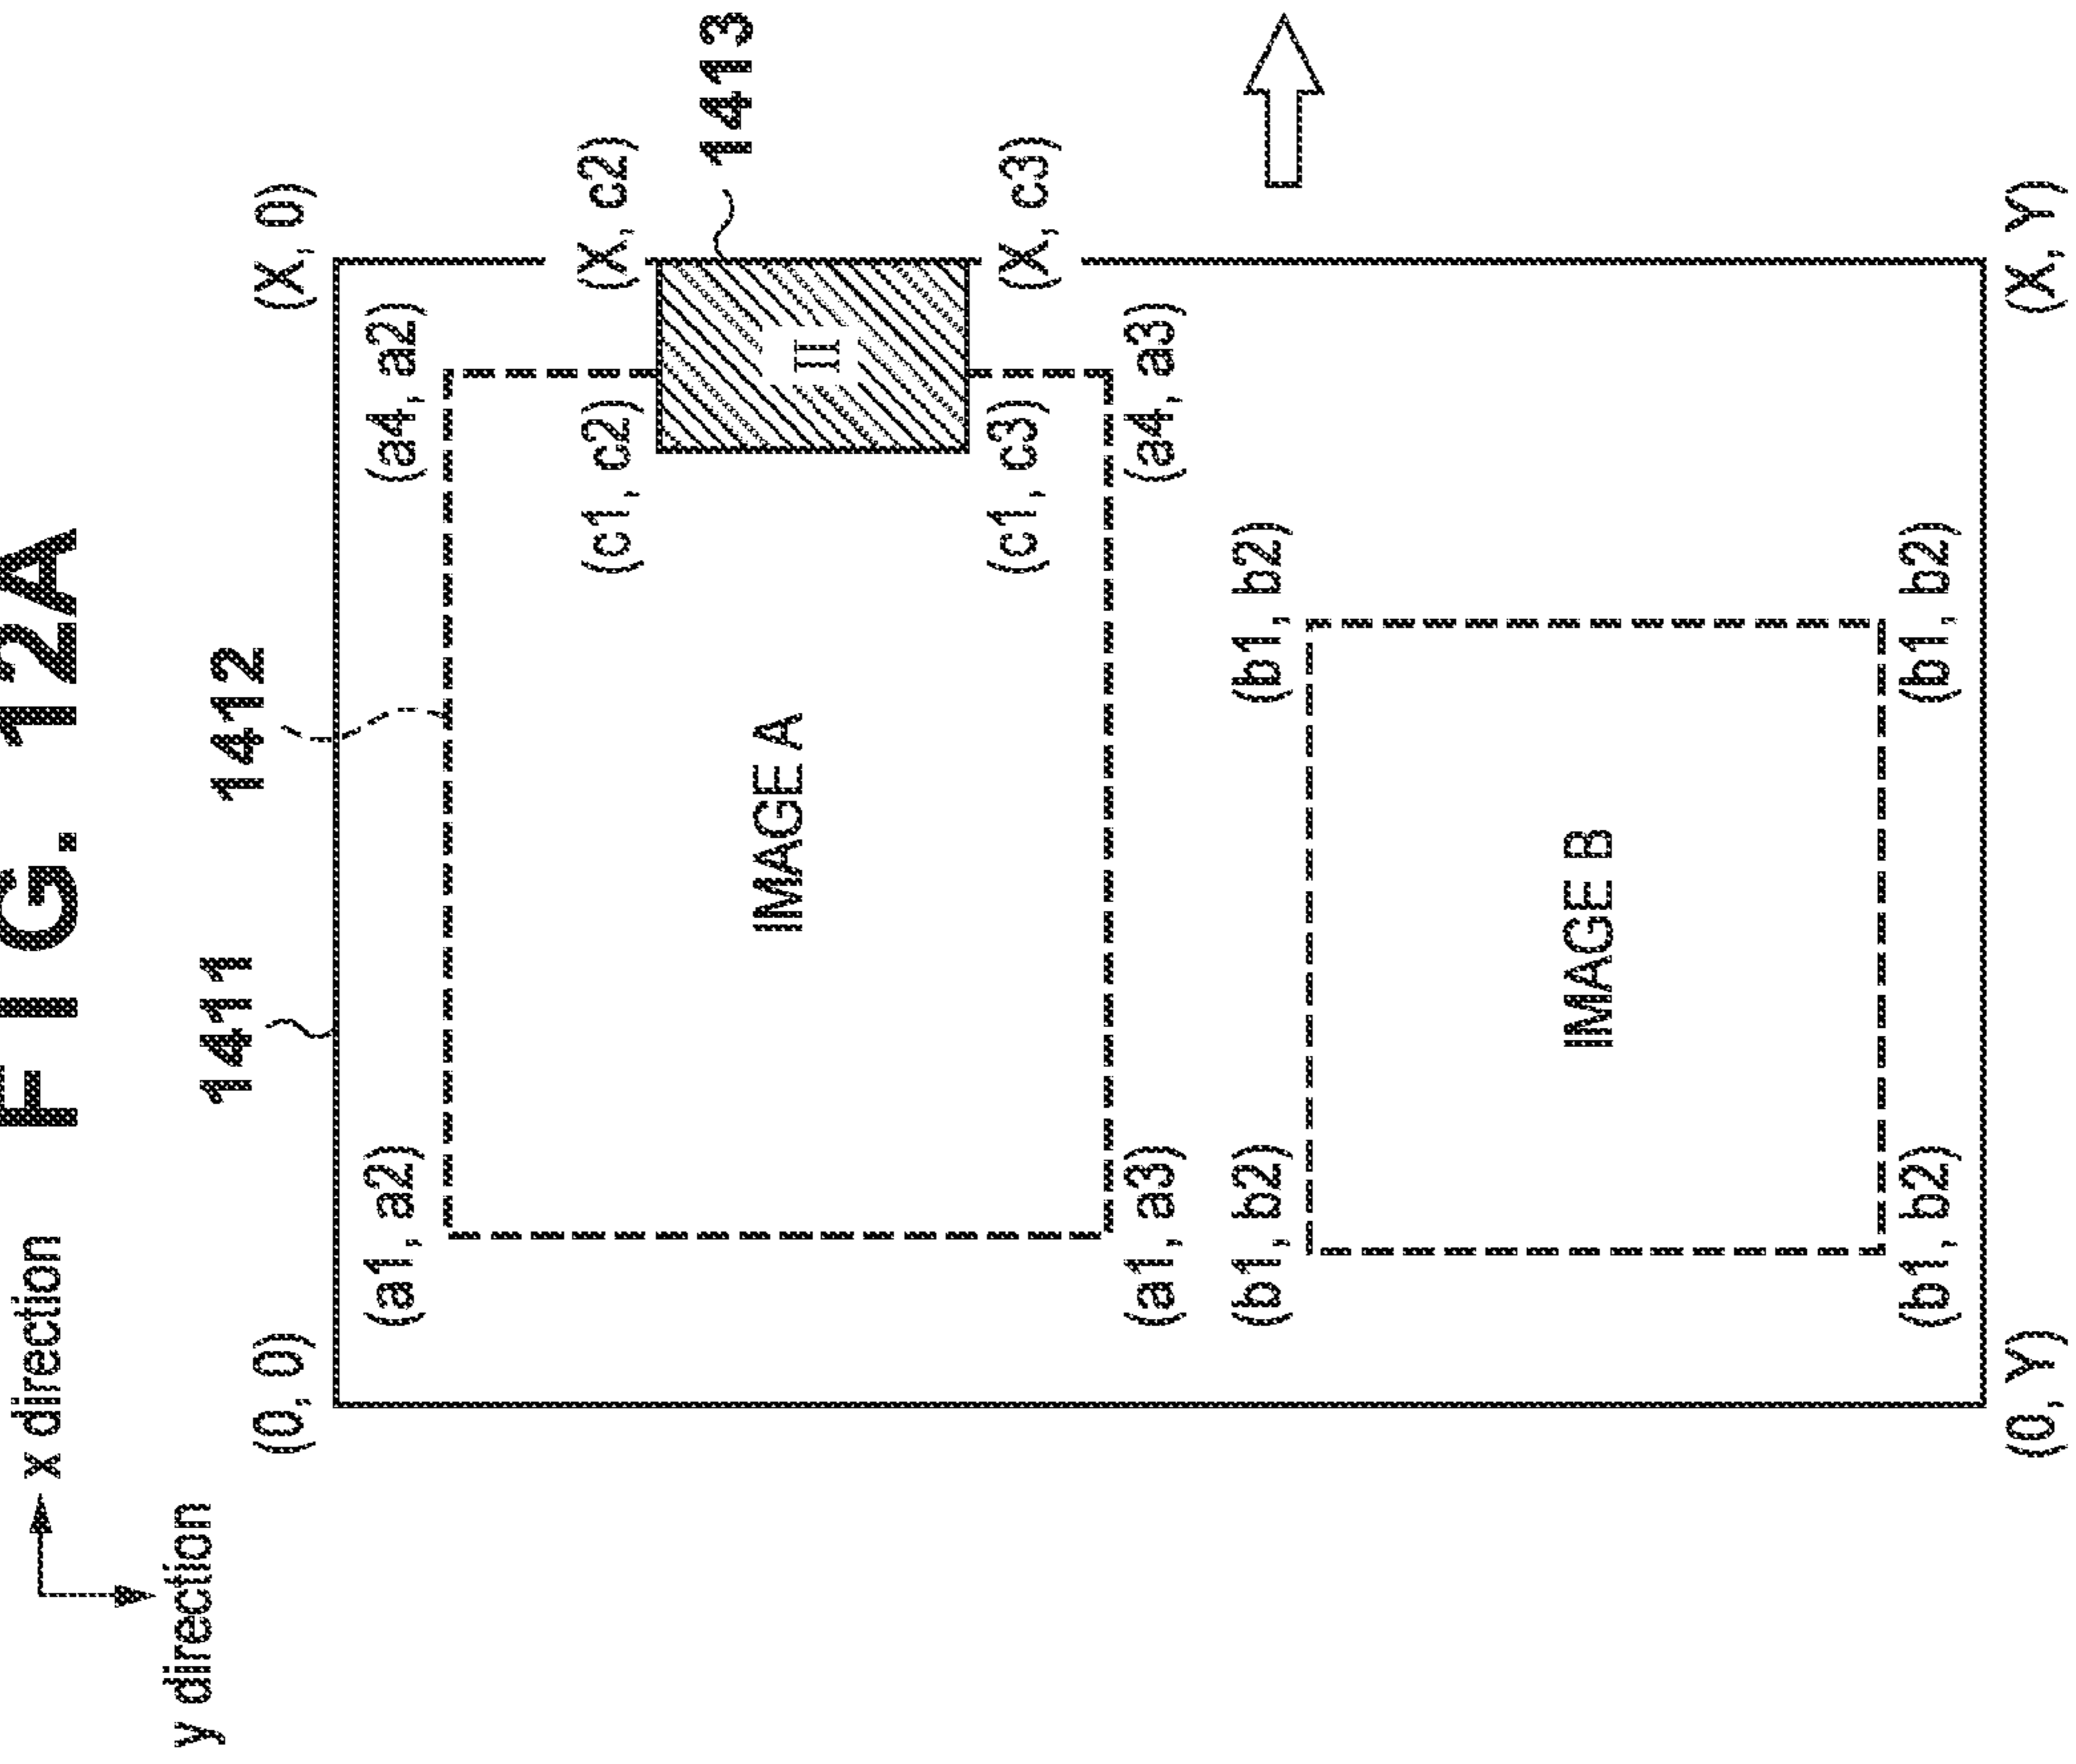 FIG. 12A
x direction
y direction
1411
1412
(0, 0)
(X, 0)
(a1, a2)
(a4, a2)
(c1, c2)
(X, c2)
1413
IMAGE A
II
(c1, c3)
(X, c3)
(a1, a3)
(a4, a3)
(b1, b2)
(b1, b2)
IMAGE B
(b1, b2)
(b1, b2)
(0, Y)
(X, Y)